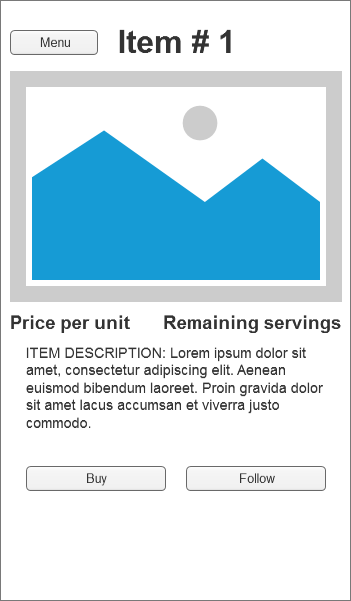 Menu Item # 1
Price per unit Remaining servings
ITEM DESCRIPTION: Lorem ipsum dolor sit
amet, consectetur adipiscing elit. Aenean
euismod bibendum laoreet. Proin gravida dolor
sit amet lacus accumsan et viverra justo
commodo.
Buy Follow